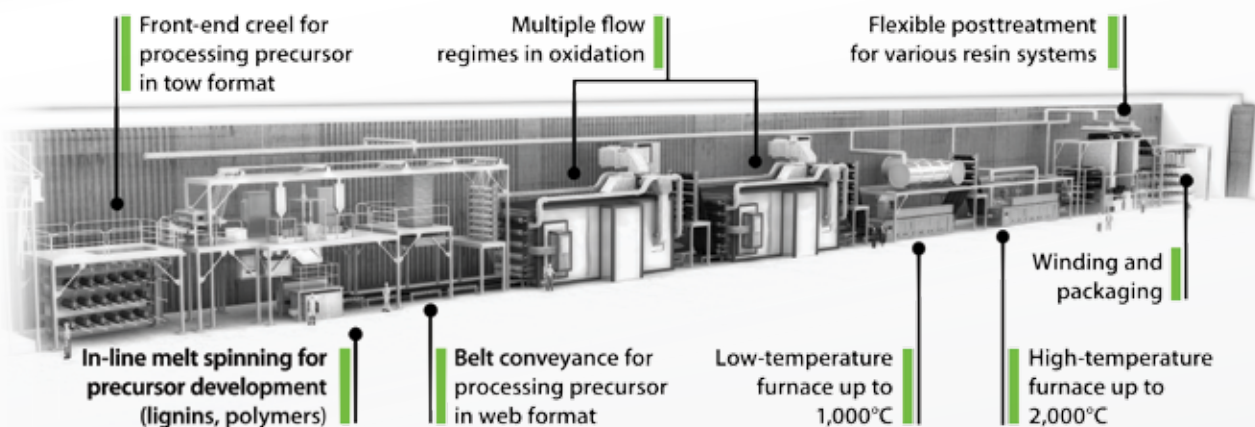 Front-end creel for
processing precursor
in tow format
Multiple flow
regimes in oxidation
Flexible posttreatment
for various resin systems
In-line melt spinning for
precursor development
(lignins, polymers)
Belt conveyance for
processing precursor
in web format
Low-temperature
furnace up to
1,000°C
High-temperature
furnace up to
2,000°C
Winding and
packaging